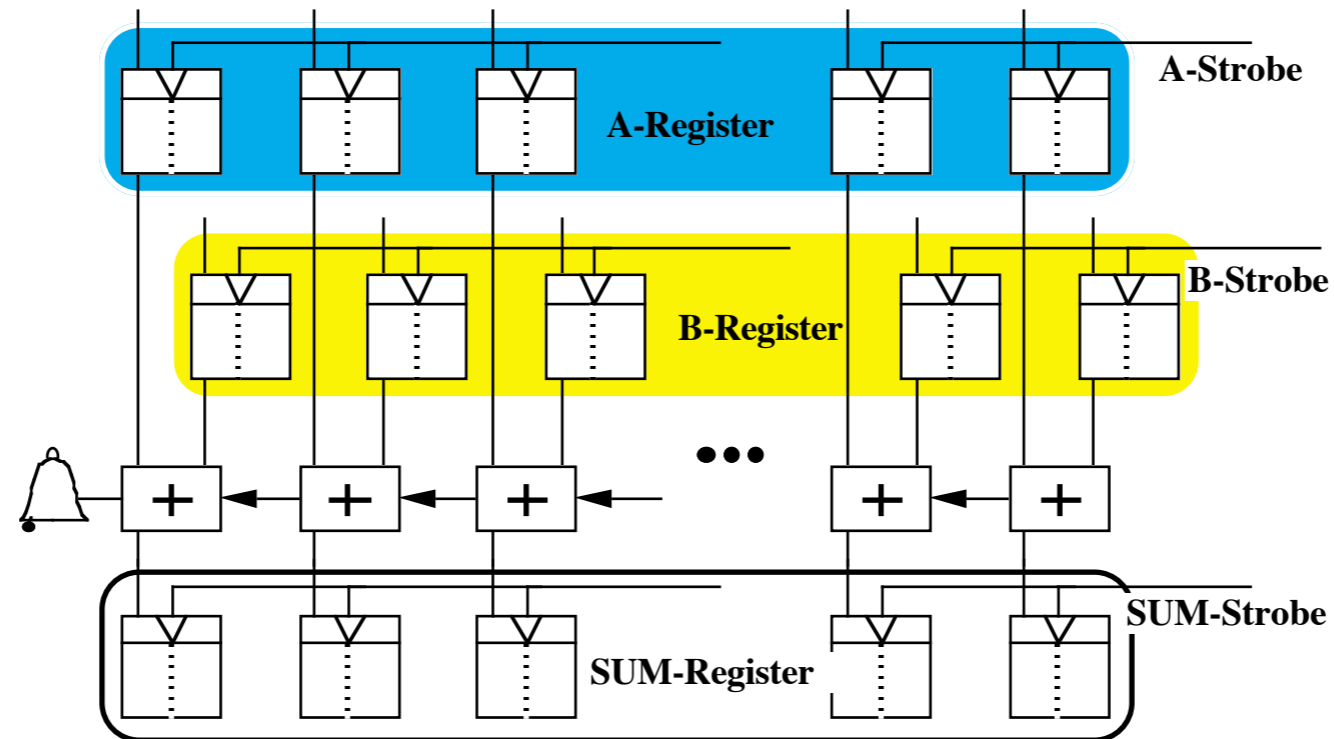 A-Strobe
A-Register
B-Strobe
B-Register
+ + + ••• + +
SUM-Strobe
SUM-Register